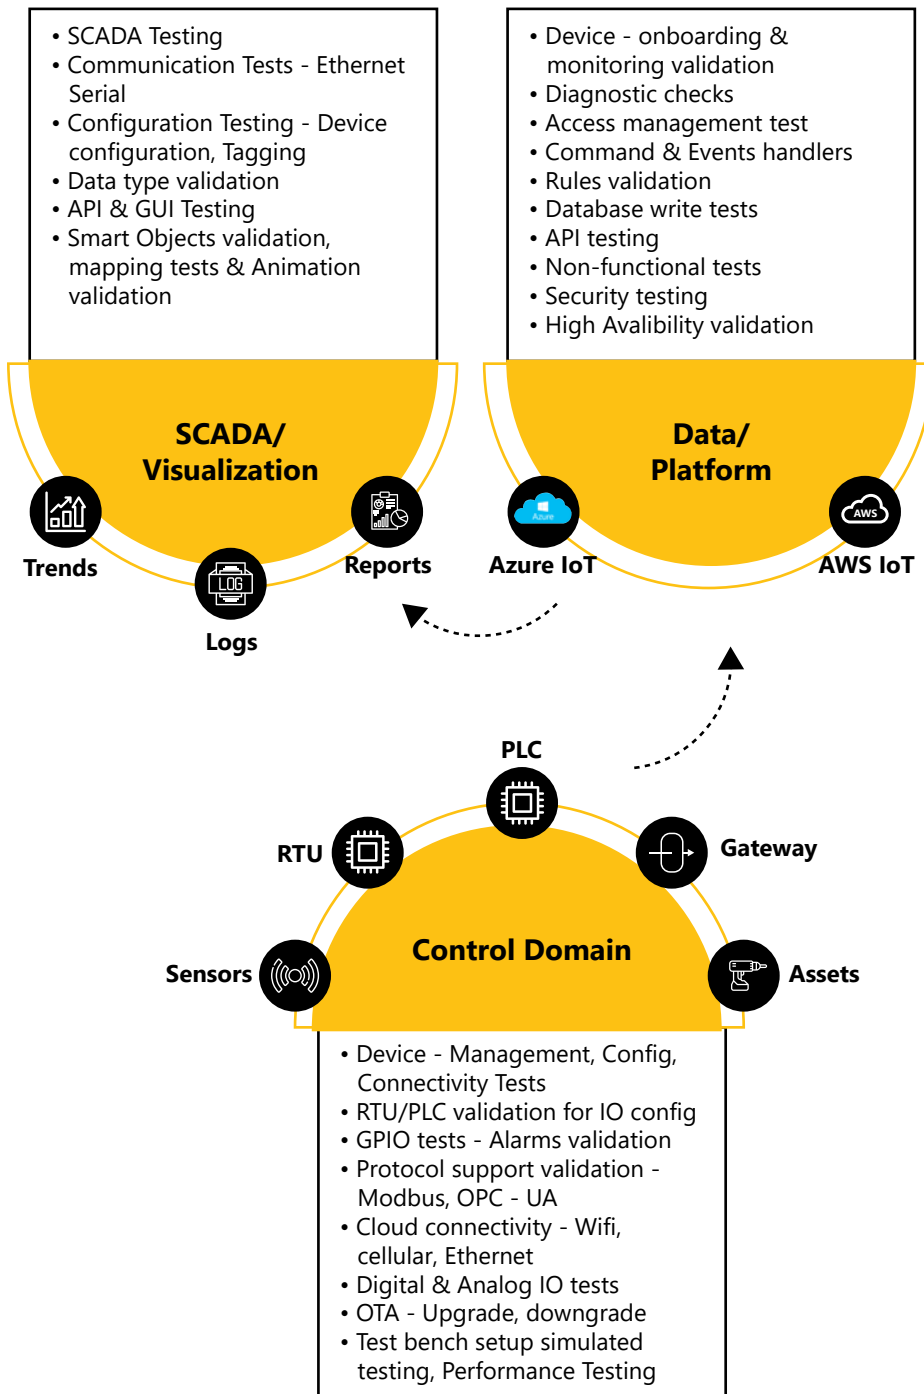 • SCADA Testing
• Communication Tests - Ethernet
Serial
• Configuration Testing - Device
configuration, Tagging
• Data type validation
• API & GUI Testing
• Smart Objects validation,
mapping tests & Animation
validation
SCADA/
Visualization
Trends
LOG
Logs
Reports
• Device - onboarding &
monitoring validation
• Diagnostic checks
• Access management test
• Command & Events handlers
• Rules validation
• Database write tests
• API testing
• Non-functional tests
• Security testing
• High Avalibility validation
Data/
Platform
Azure
Azure IoT
AWS
AWS IoT
PLC
RTU
Gateway
Sensors
Control Domain
Assets
• Device - Management, Config,
Connectivity Tests
• RTU/PLC validation for IO config
• GPIO tests - Alarms validation
• Protocol support validation -
Modbus, OPC - UA
• Cloud connectivity - Wifi,
cellular, Ethernet
• Digital & Analog IO tests
• OTA - Upgrade, downgrade
• Test bench setup simulated
testing, Performance Testing